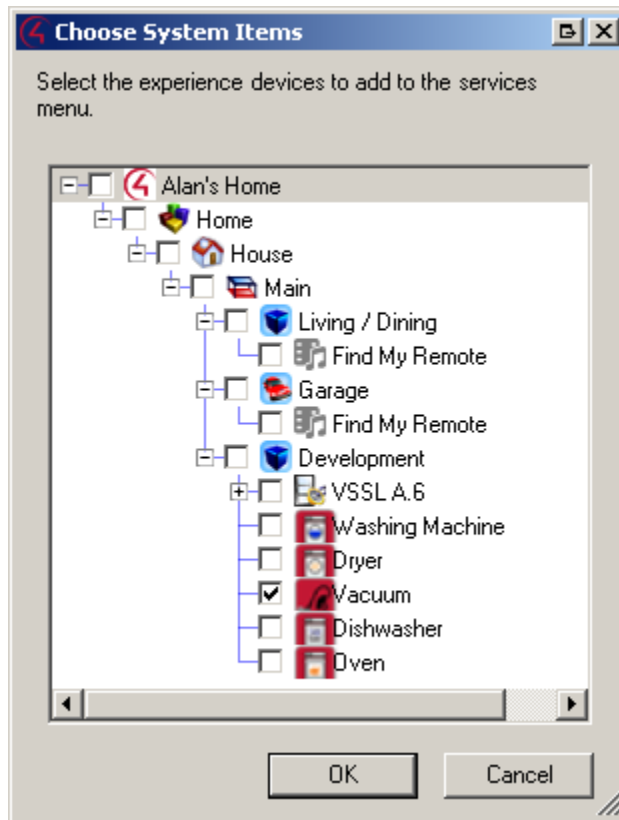 Choose System Items
Select the experience devices to add to the services
menu.
Alan's Home
Home
House
Main
Living / Dining
Find My Remote
Garage
Find My Remote
Development
VSSL A.6
Washing Machine
Dryer
Vacuum
Dishwasher
Oven
OK Cancel